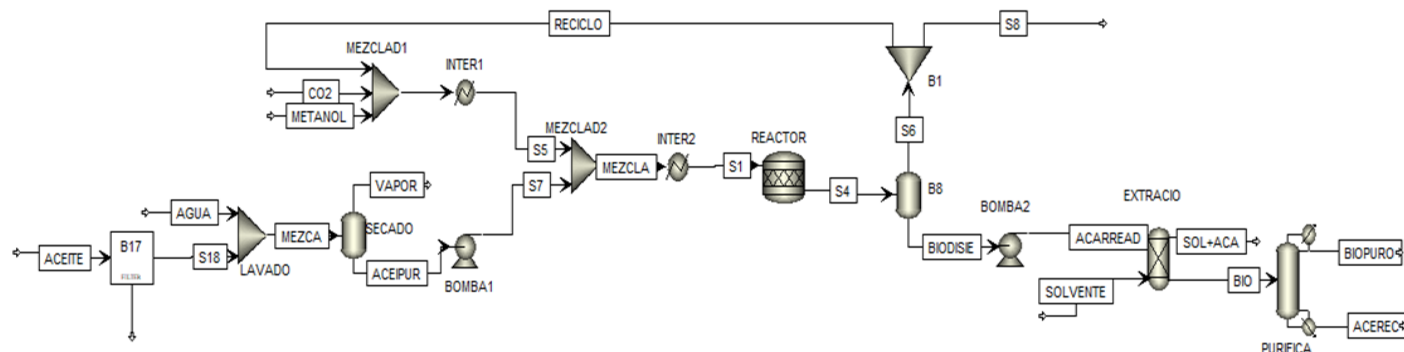 RECICLO
S8
MEZCLAD1
INTER1
CO2
METANOL
B1
S6
MEZCLAD2
INTER2
REACTOR
S5
MEZCLA
S1
S4
B8
S7
VAPOR
AGUA
EXTRACIO
BOMBA2
SECADO
MEZCA
B17
ACARREAD
SOL+ACA
BIOPURO
ACEITE
S18
BIODISIE
LAVADO
ACEIPUR
BOMBA1
BIO
SOLVENTE
ACEREC
PURIFICA